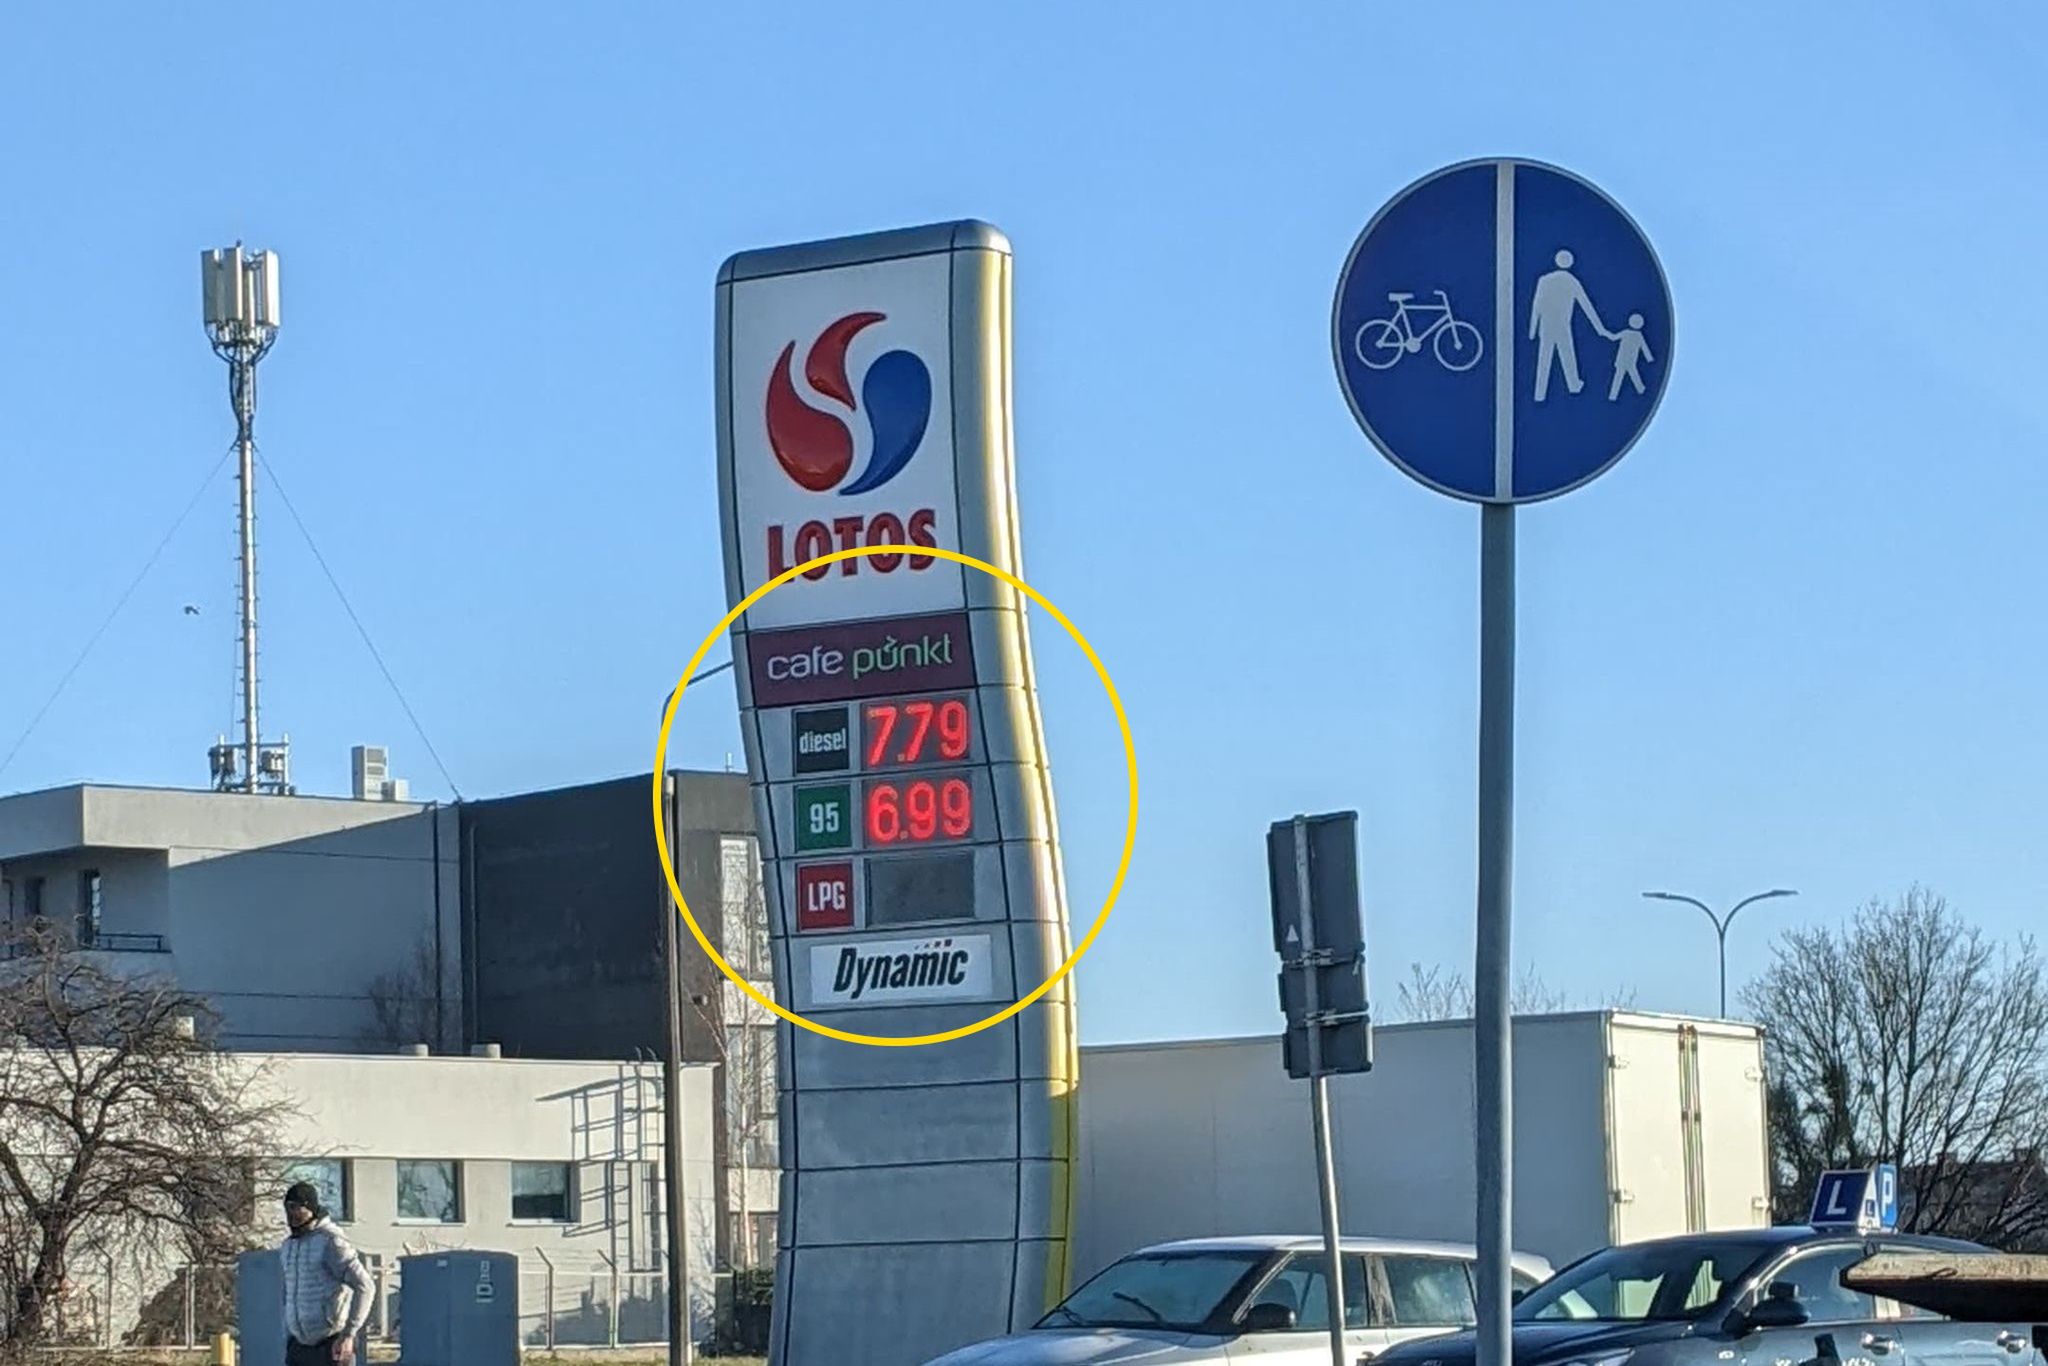 LOTOS
cafe punkt
diesel 7.79
95 6.99
LPG
Dynamic
L
P